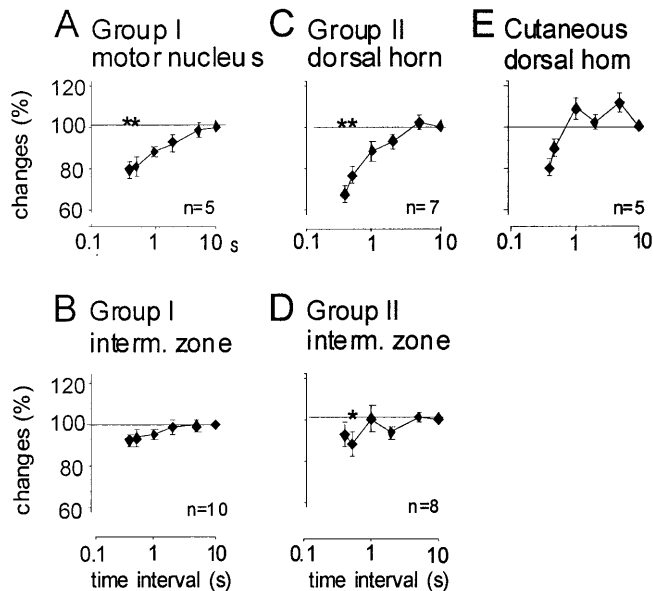 A Group I
motor nucleus
C Group II
dorsal horn
E Cutaneous
dorsal horn
changes (%)
120
100
80
60
**
n=5
0.1 1 s 10
**
n=7
0.1 1 10
n=5
0.1 1 10
B Group I
interm. zone
D Group II
interm. zone
changes (%)
120
100
80
60
n=10
0.1 1 10
time interval (s)
*
n=8
0.1 1 10
time interval (s)